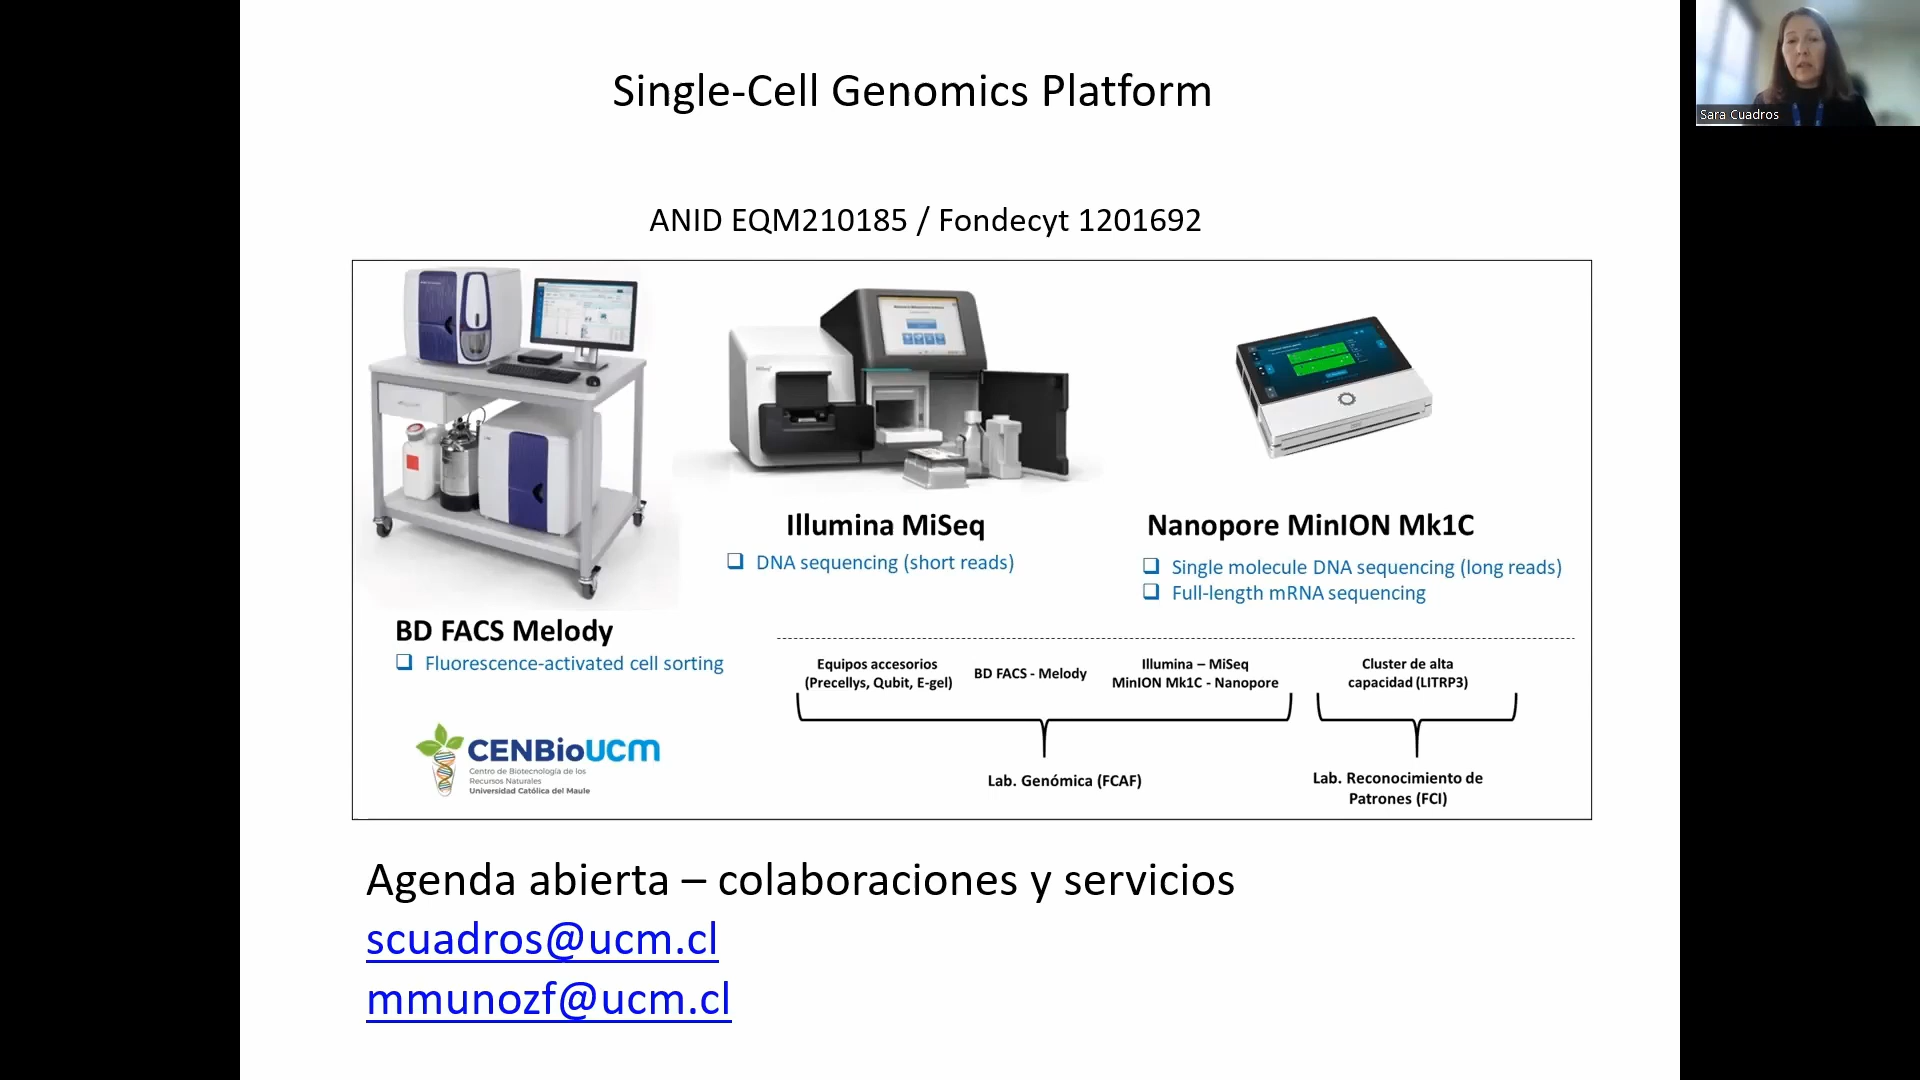 Single-Cell Genomics Platform
Sara Cuadros
ANID EQM210185 / Fondecyt 1201692
Illumina MiSeq
❑ DNA sequencing (short reads)
Nanopore MinION Mk1C
❑ Single molecule DNA sequencing (long reads)
❑ Full-length mRNA sequencing
BD FACS Melody
❑ Fluorescence-activated cell sorting
Equipos accesorios
(Precellys, Qubit, E-gel)
BD FACS - Melody
Illumina – MiSeq
MinION Mk1C - Nanopore
Cluster de alta
capacidad (LITRP3)
Lab. Genómica (FCAF)
Lab. Reconocimiento de
Patrones (FCI)
CENBioUCM
Centro de Biotecnología de los
Recursos Naturales
Universidad Católica del Maule
Agenda abierta – colaboraciones y servicios
scuadros@ucm.cl
mmunozf@ucm.cl